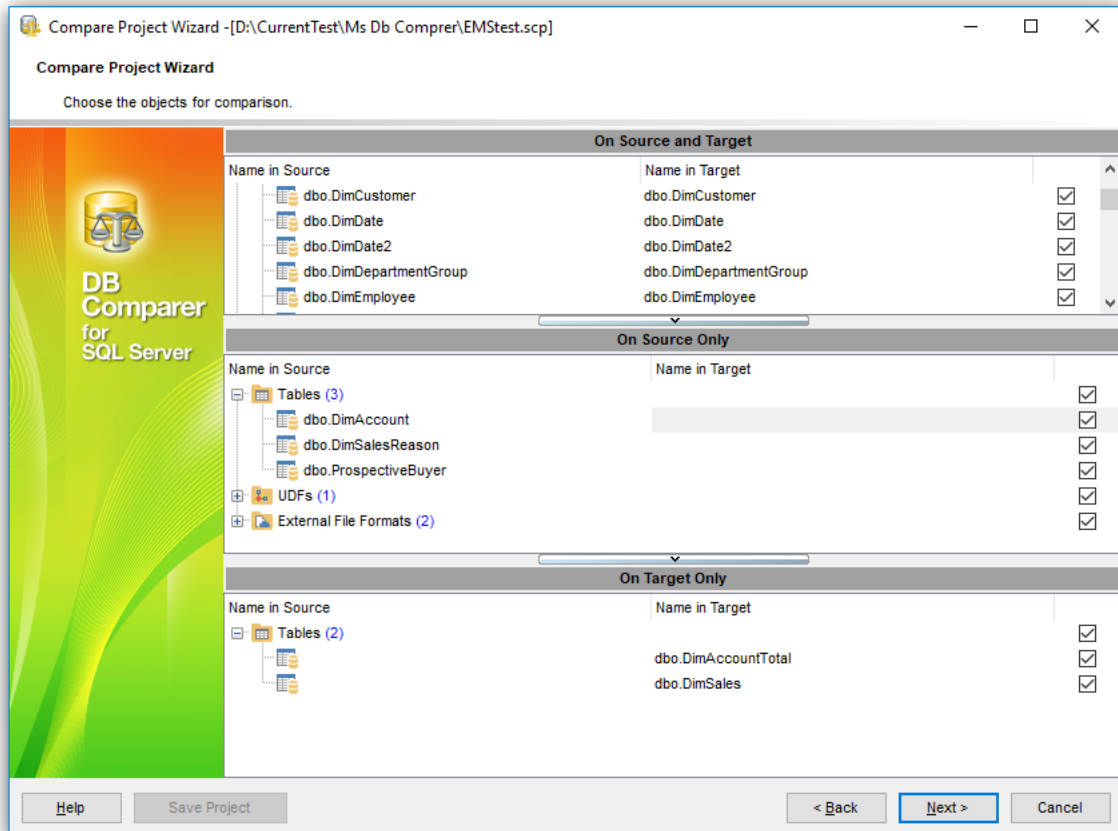 Compare Project Wizard -[D:\CurrentTest\Ms Db Comprer\EMStest.scp]
Compare Project Wizard
Choose the objects for comparison.
DB
Comparer
for
SQL Server
On Source and Target
Name in Source Name in Target
dbo.DimCustomer dbo.DimCustomer
dbo.DimDate dbo.DimDate
dbo.DimDate2 dbo.DimDate2
dbo.DimDepartmentGroup dbo.DimDepartmentGroup
dbo.DimEmployee dbo.DimEmployee
On Source Only
Name in Source Name in Target
Tables (3)
dbo.DimAccount
dbo.DimSalesReason
dbo.ProspectiveBuyer
UDFs (1)
External File Formats (2)
On Target Only
Name in Source Name in Target
Tables (2)
dbo.DimAccountTotal
dbo.DimSales
Help Save Project < Back Next > Cancel